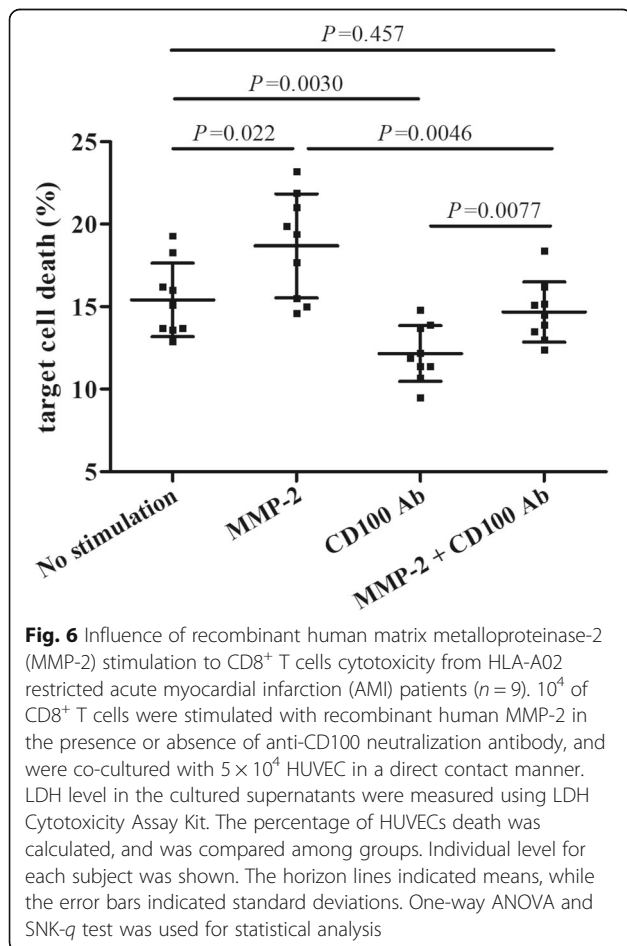 P=0.457
P=0.0030
P=0.022
P=0.0046
P=0.0077
target cell death (%)
25
20
15
10
5
No stimulation
MMP-2
CD100 Ab
MMP-2 + CD100 Ab
Fig. 6 Influence of recombinant human matrix metalloproteinase-2
(MMP-2) stimulation to CD8⁺ T cells cytotoxicity from HLA-A02
restricted acute myocardial infarction (AMI) patients (n = 9). 10⁴ of
CD8⁺ T cells were stimulated with recombinant human MMP-2 in
the presence or absence of anti-CD100 neutralization antibody, and
were co-cultured with 5 × 10⁴ HUVEC in a direct contact manner.
LDH level in the cultured supernatants were measured using LDH
Cytotoxicity Assay Kit. The percentage of HUVECs death was
calculated, and was compared among groups. Individual level for
each subject was shown. The horizon lines indicated means, while
the error bars indicated standard deviations. One-way ANOVA and
SNK-q test was used for statistical analysis